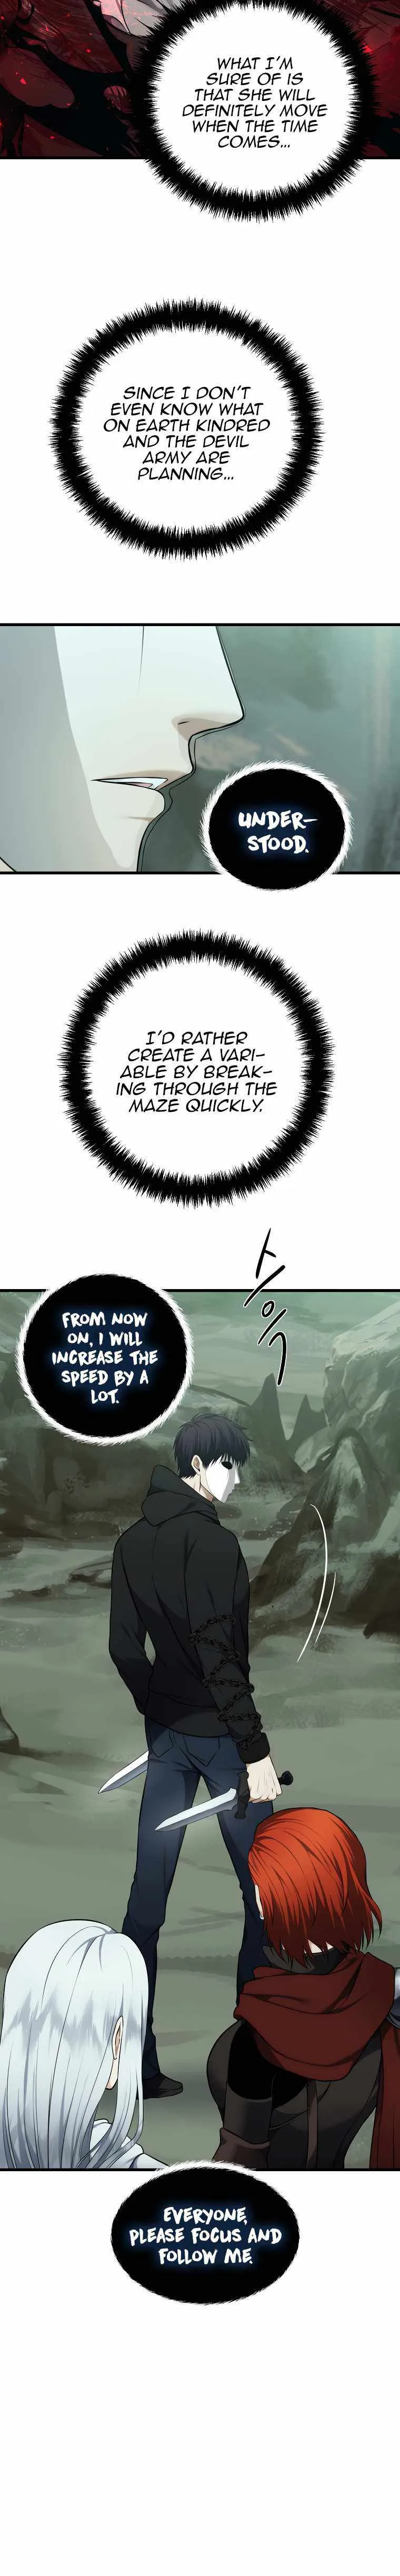 WHAT I'M
SURE OF IS
THAT SHE WILL
DEFINITELY MOVE
WHEN THE TIME
COMES...
SINCE I DON'T
EVEN KNOW WHAT
ON EARTH KINDRED
AND THE DEVIL
ARMY ARE
PLANNING...
UNDER-
STOOD.
I'D RATHER
CREATE A VARI-
ABLE BY BREAK-
ING THROUGH THE
MAZE QUICKLY.
FROM NOW
ON, I WILL
INCREASE THE
SPEED BY A
LOT.
EVERYONE,
PLEASE FOCUS AND
FOLLOW ME.